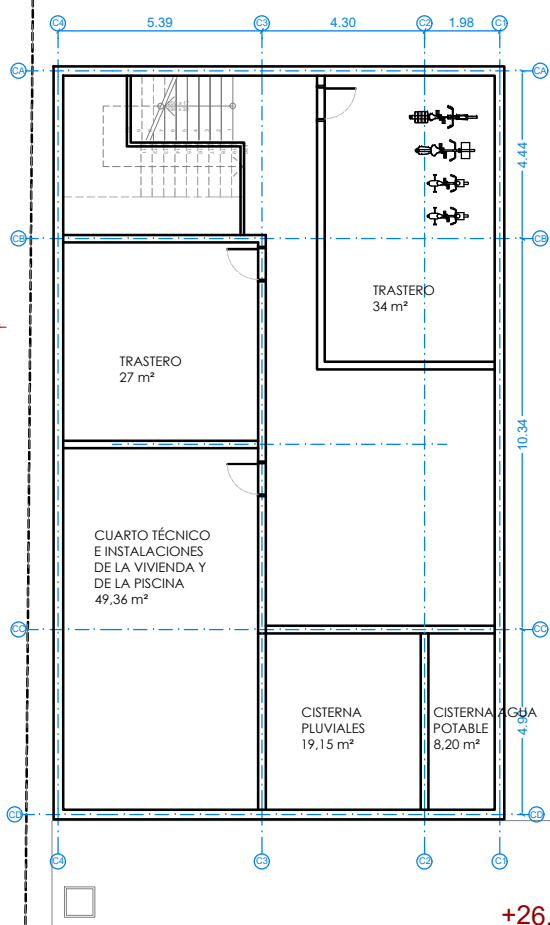 C4 C3 C2 C1
5.39 4.30 1.98
CA CA
4.44
CB CB
TRASTERO
34 m²
TRASTERO
27 m²
10.34
CUARTO TÉCNICO
E INSTALACIONES
DE LA VIVIENDA Y
DE LA PISCINA
49,36 m²
CC CC
CISTERNA
PLUVIALES
19,15 m²
CISTERNA AGUA
POTABLE
8,20 m²
CD CD
C4 C3 C2 C1
+26.